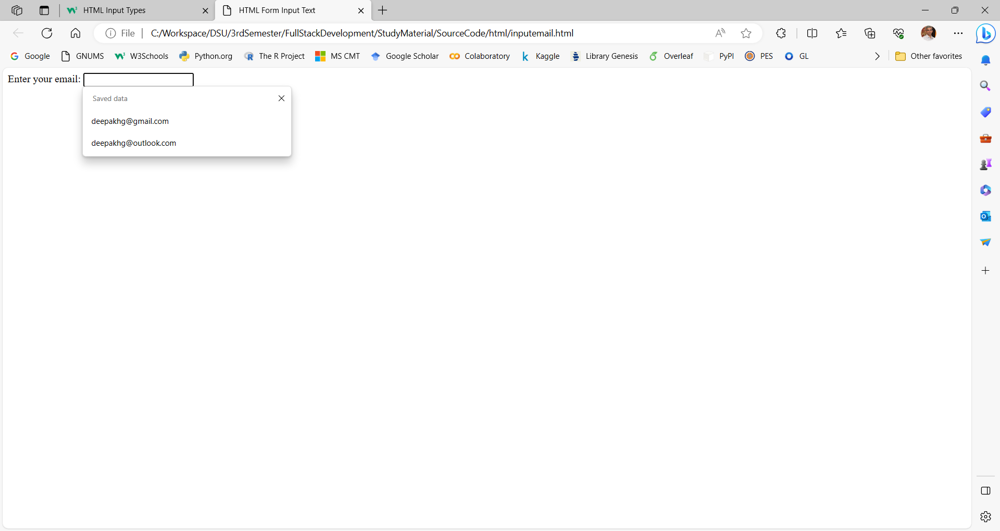 HTML Input Types
HTML Form Input Text
File
C:/Workspace/DSU/3rdSemester/FullStackDevelopment/StudyMaterial/SourceCode/html/inputemail.html
Google GNUMS W3Schools Python.org The R Project MS CMT Google Scholar Colaboratory Kaggle Library Genesis Overleaf PyPI PES GL Other favorites
Enter your email:
Saved data
deepakhg@gmail.com
deepakhg@outlook.com